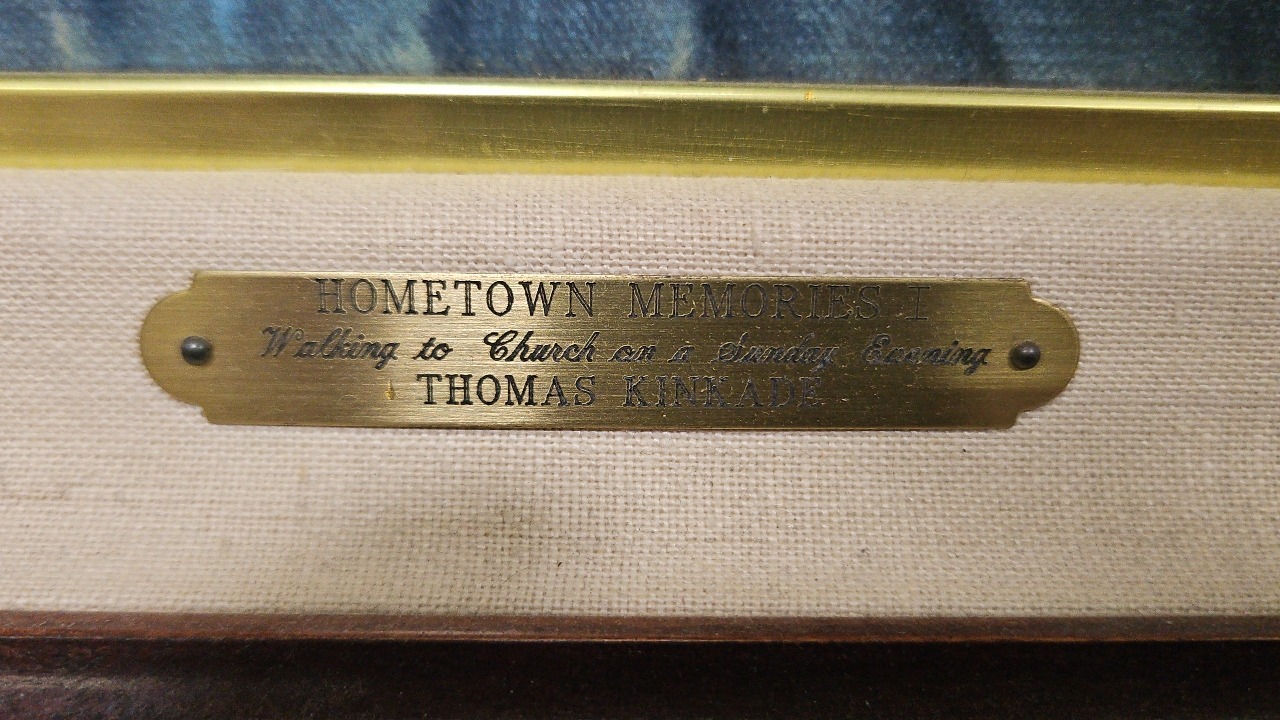 HOMETOWN MEMORIES I
Walking to Church on a Sunday Evening
THOMAS KINKADE